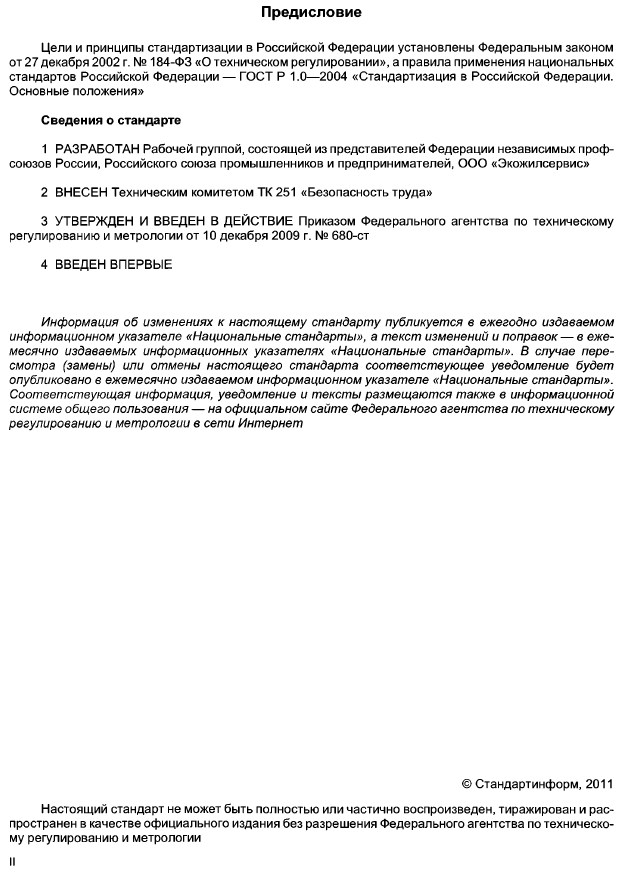 Предисловие
Цели и принципы стандартизации в Российской Федерации установлены Федеральным законом
от 27 декабря 2002 г. № 184-ФЗ «О техническом регулировании», а правила применения национальных
стандартов Российской Федерации — ГОСТ Р 1.0—2004 «Стандартизация в Российской Федерации.
Основные положения»
Сведения о стандарте
1 РАЗРАБОТАН Рабочей группой, состоящей из представителей Федерации независимых проф-
союзов России, Российского союза промышленников и предпринимателей, ООО «Экожилсервис»
2 ВНЕСЕН Техническим комитетом ТК 251 «Безопасность труда»
3 УТВЕРЖДЕН И ВВЕДЕН В ДЕЙСТВИЕ Приказом Федерального агентства по техническому
регулированию и метрологии от 10 декабря 2009 г. № 680-ст
4 ВВЕДЕН ВПЕРВЫЕ
Информация об изменениях к настоящему стандарту публикуется в ежегодно издаваемом
информационном указателе «Национальные стандарты», а текст изменений и поправок — в еже-
месячно издаваемых информационных указателях «Национальные стандарты». В случае пере-
смотра (замены) или отмены настоящего стандарта соответствующее уведомление будет
опубликовано в ежемесячно издаваемом информационном указателе «Национальные стандарты».
Соответствующая информация, уведомление и тексты размещаются также в информационной
системе общего пользования — на официальном сайте Федерального агентства по техническому
регулированию и метрологии в сети Интернет
© Стандартинформ, 2011
Настоящий стандарт не может быть полностью или частично воспроизведен, тиражирован и рас-
пространен в качестве официального издания без разрешения Федерального агентства по техническо-
му регулированию и метрологии
II